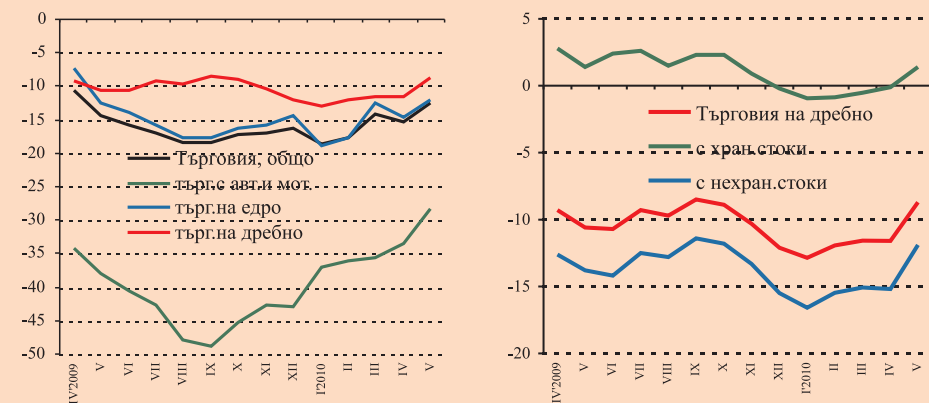 0
-5
-10
-15
-20
-25
-30
-35
-40
-45
-50
Търговия, общо
търг.с авт.и мот.
търг.на едро
търг.на дребно
IV'2009 V VI VII VIII IX X XI XII I'2010 II III IV V
5
0
-5
-10
-15
-20
Търговия на дребно
с хран.стоки
с нехран.стоки
IV'2009 V VI VII VIII IX X XI XII I'2010 II III IV V